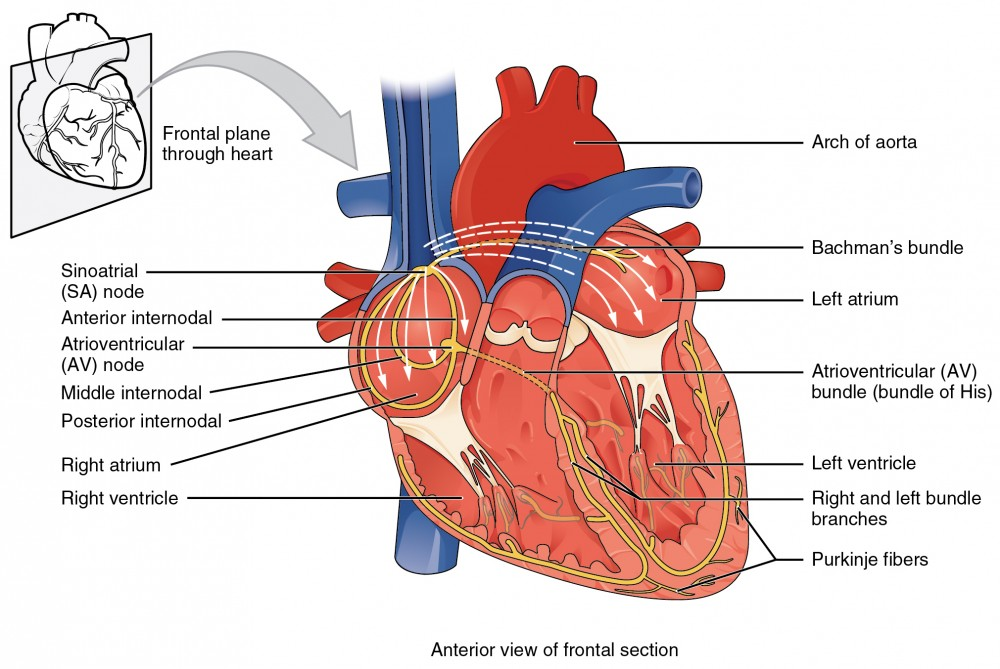 Frontal plane
through heart
Arch of aorta
Bachman's bundle
Left atrium
Atrioventricular (AV)
bundle (bundle of His)
Left ventricle
Right and left bundle
branches
Purkinje fibers
Sinoatrial
(SA) node
Anterior internodal
Atrioventricular
(AV) node
Middle internodal
Posterior internodal
Right atrium
Right ventricle
Anterior view of frontal section